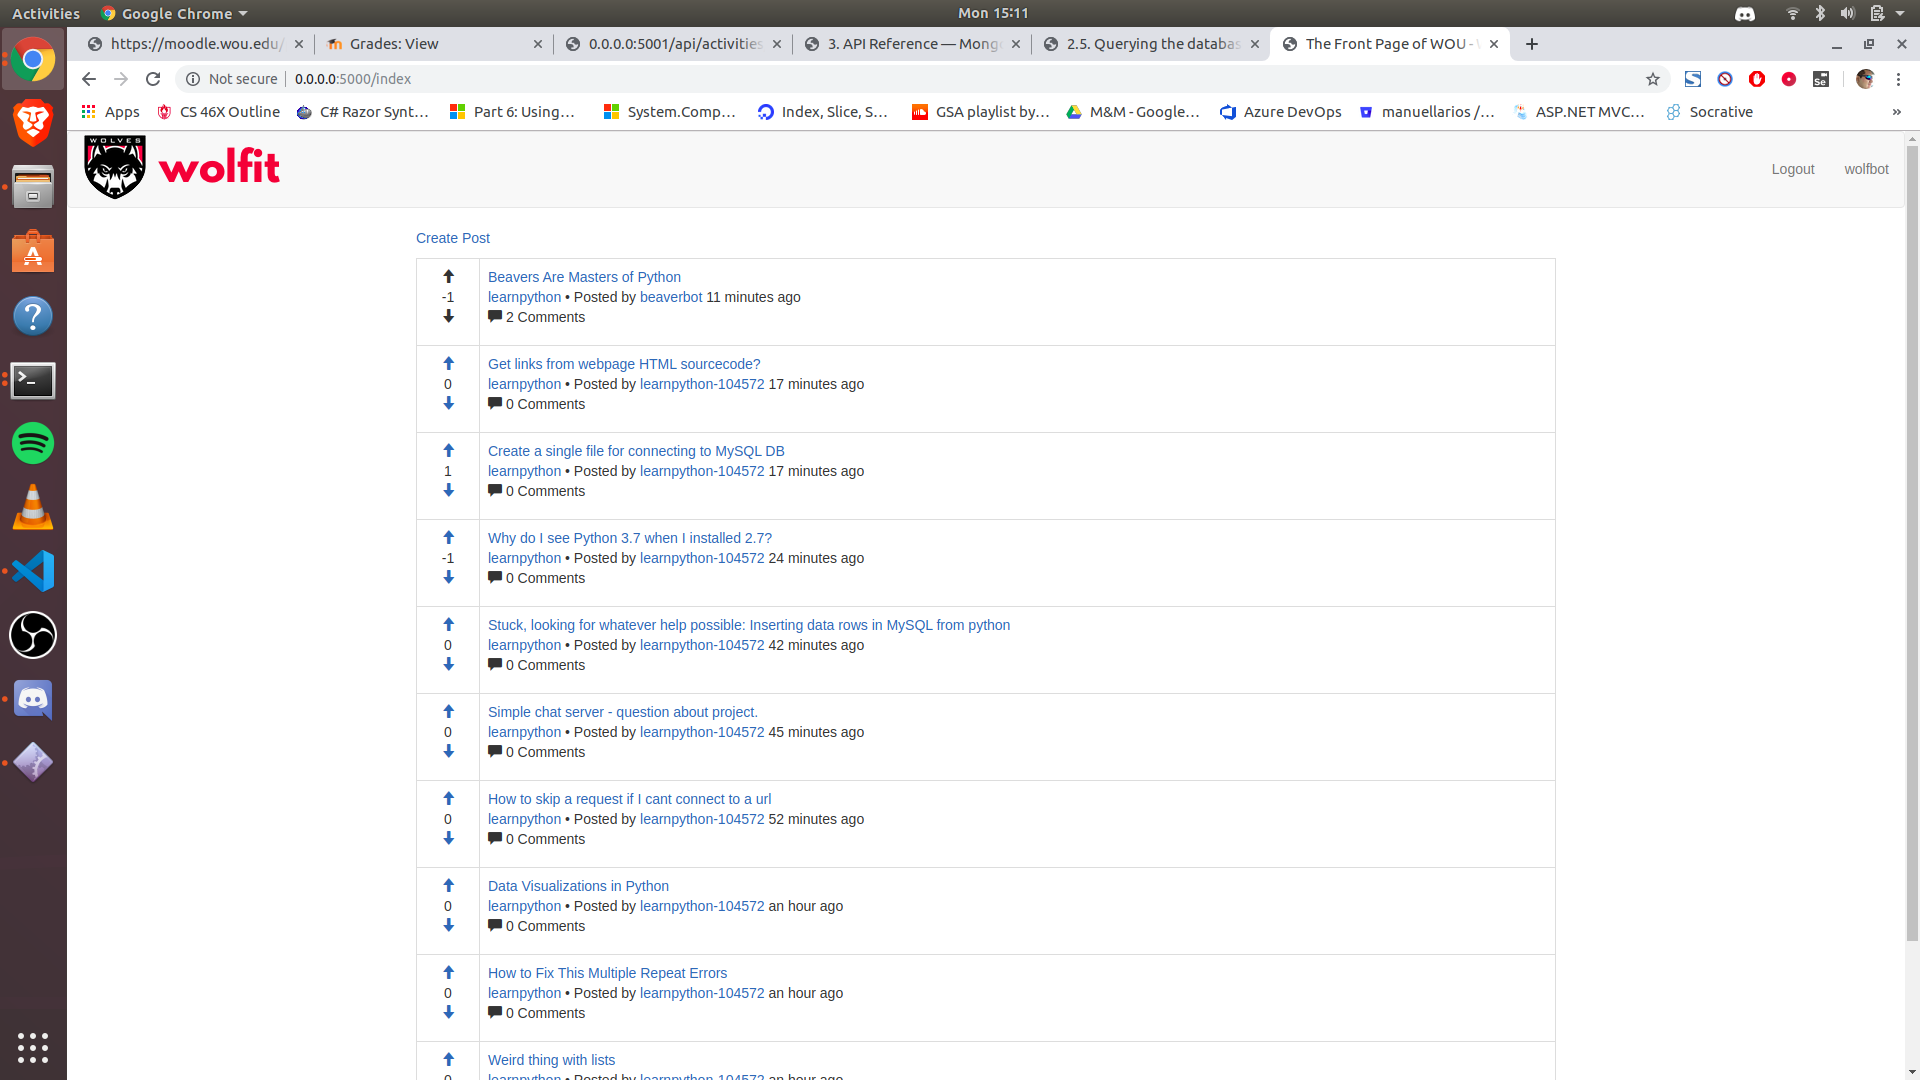 Activities
Google Chrome
Mon 15:11
https://moodle.wou.edu/
Grades: View
0.0.0.0:5001/api/activities
3. API Reference — Mong
2.5. Querying the databas
The Front Page of WOU -
Not secure
0.0.0.0:5000/index
Se
Apps
CS 46X Outline
C# Razor Synt…
Part 6: Using…
System.Comp…
Index, Slice, S…
GSA playlist by…
M&M - Google…
Azure DevOps
manuellarios /…
ASP.NET MVC…
Socrative
»
WOLVES
wolfit
Logout
wolfbot
Create Post
-1
Beavers Are Masters of Python
learnpython • Posted by beaverbot 11 minutes ago
2 Comments
0
Get links from webpage HTML sourcecode?
learnpython • Posted by learnpython-104572 17 minutes ago
0 Comments
1
Create a single file for connecting to MySQL DB
learnpython • Posted by learnpython-104572 17 minutes ago
0 Comments
-1
Why do I see Python 3.7 when I installed 2.7?
learnpython • Posted by learnpython-104572 24 minutes ago
0 Comments
0
Stuck, looking for whatever help possible: Inserting data rows in MySQL from python
learnpython • Posted by learnpython-104572 42 minutes ago
0 Comments
0
Simple chat server - question about project.
learnpython • Posted by learnpython-104572 45 minutes ago
0 Comments
0
How to skip a request if I cant connect to a url
learnpython • Posted by learnpython-104572 52 minutes ago
0 Comments
0
Data Visualizations in Python
learnpython • Posted by learnpython-104572 an hour ago
0 Comments
0
How to Fix This Multiple Repeat Errors
learnpython • Posted by learnpython-104572 an hour ago
0 Comments
0
Weird thing with lists
learnpython • Posted by learnpython-104572 an hour ago